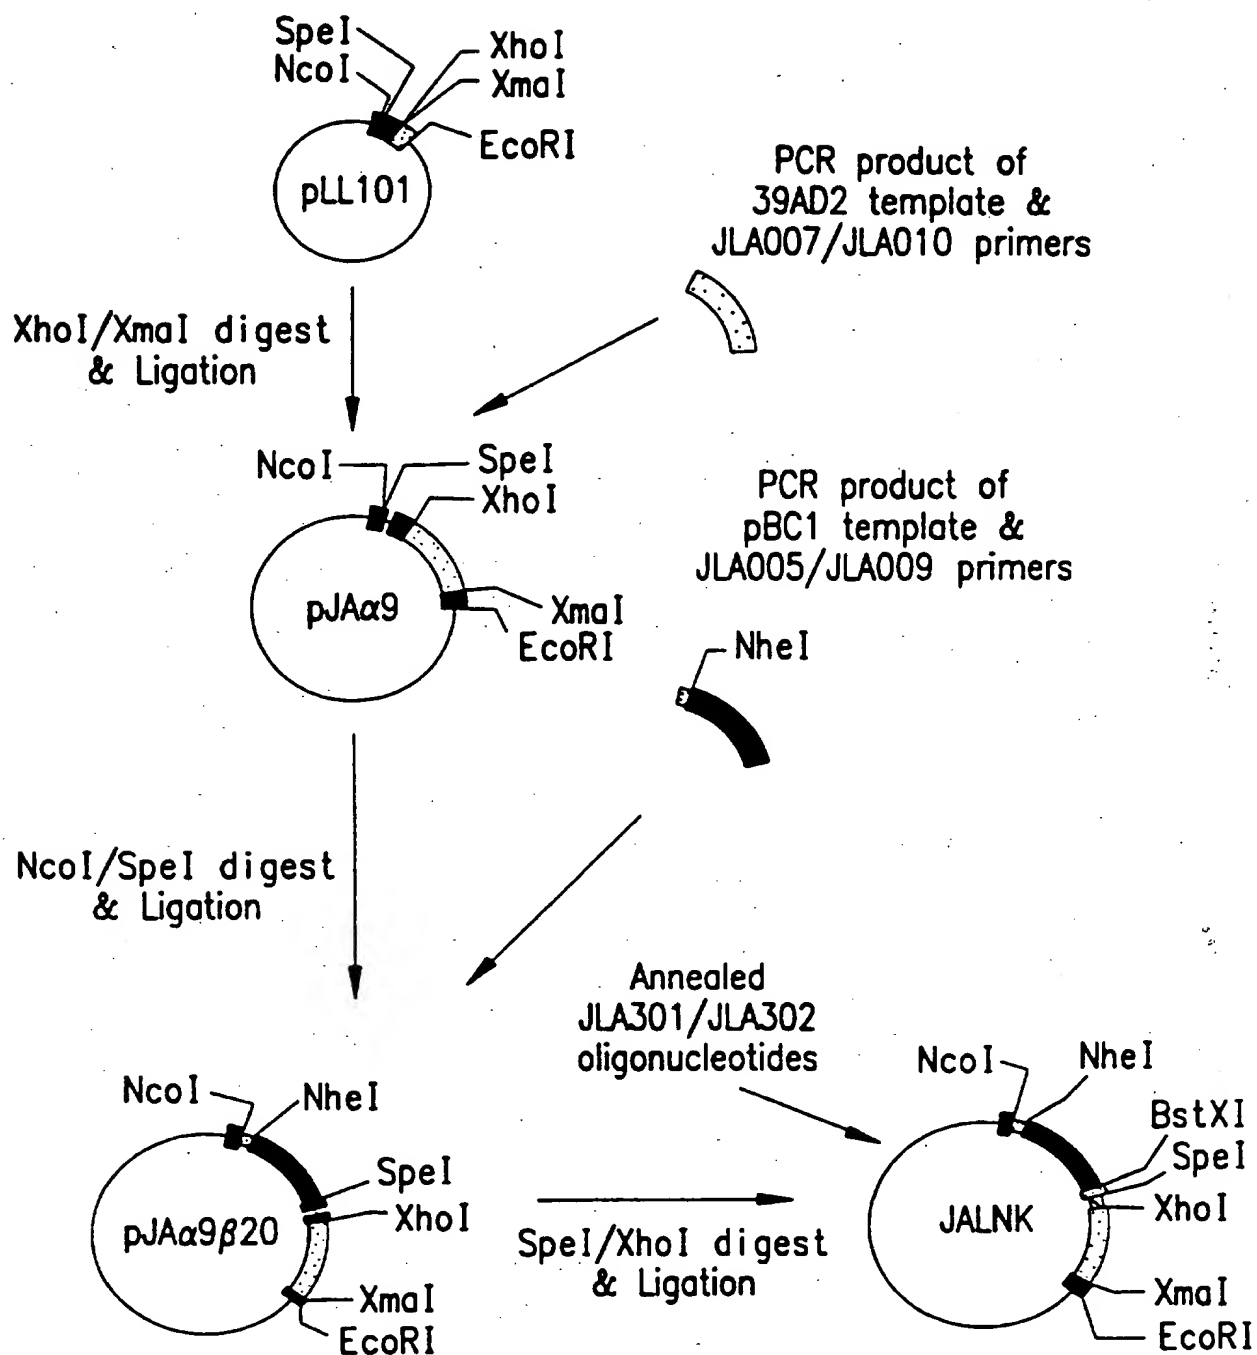 SpeI
NcoI
XhoI
XmaI
EcoRI
pLL101
PCR product of
39AD2 template &
JLA007/JLA010 primers
XhoI/XmaI digest
& Ligation
NcoI
SpeI
XhoI
pJAα9
XmaI
EcoRI
PCR product of
pBC1 template &
JLA005/JLA009 primers
NheI
NcoI/SpeI digest
& Ligation
Annealed
JLA301/JLA302
oligonucleotides
NcoI
NheI
SpeI
XhoI
pJAα9β20
XmaI
EcoRI
SpeI/XhoI digest
& Ligation
NcoI
NheI
BstXI
SpeI
XhoI
JALNK
XmaI
EcoRI